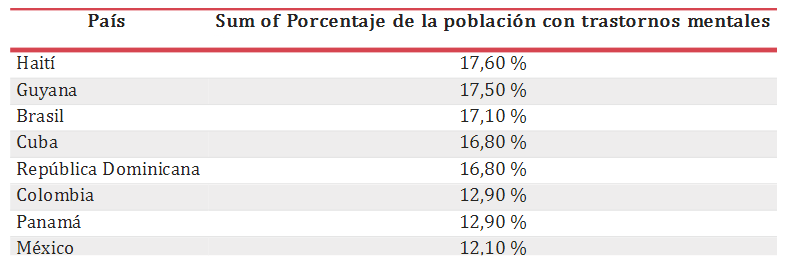 País Sum of Porcentaje de la población con trastornos mentales
Haití 17,60 %
Guyana 17,50 %
Brasil 17,10 %
Cuba 16,80 %
República Dominicana 16,80 %
Colombia 12,90 %
Panamá 12,90 %
México 12,10 %